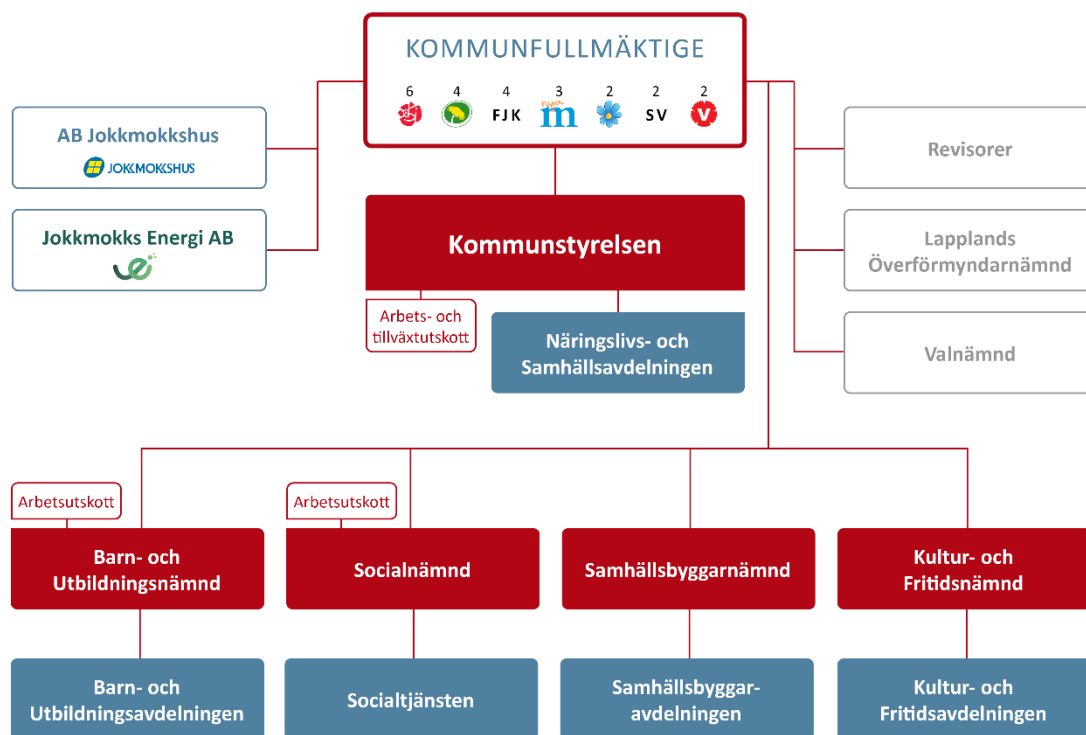 KOMMUNFULLMÄKTIGE
6 4 4 3 2 2 2
FJK nya m SV V
AB Jokkmokkshus
JOKKMOKKSHUS
Jokkmokks Energi AB
Revisorer
Lapplands
Överförmyndarnämnd
Valnämnd
Kommunstyrelsen
Arbets- och
tillväxtutskott
Näringslivs- och
Samhällsavdelningen
Arbetsutskott
Arbetsutskott
Barn- och
Utbildningsnämnd
Socialnämnd
Samhällsbyggarnämnd
Kultur- och
Fritidsnämnd
Barn- och
Utbildningsavdelningen
Socialtjänsten
Samhällsbyggar-
avdelningen
Kultur- och
Fritidsavdelningen